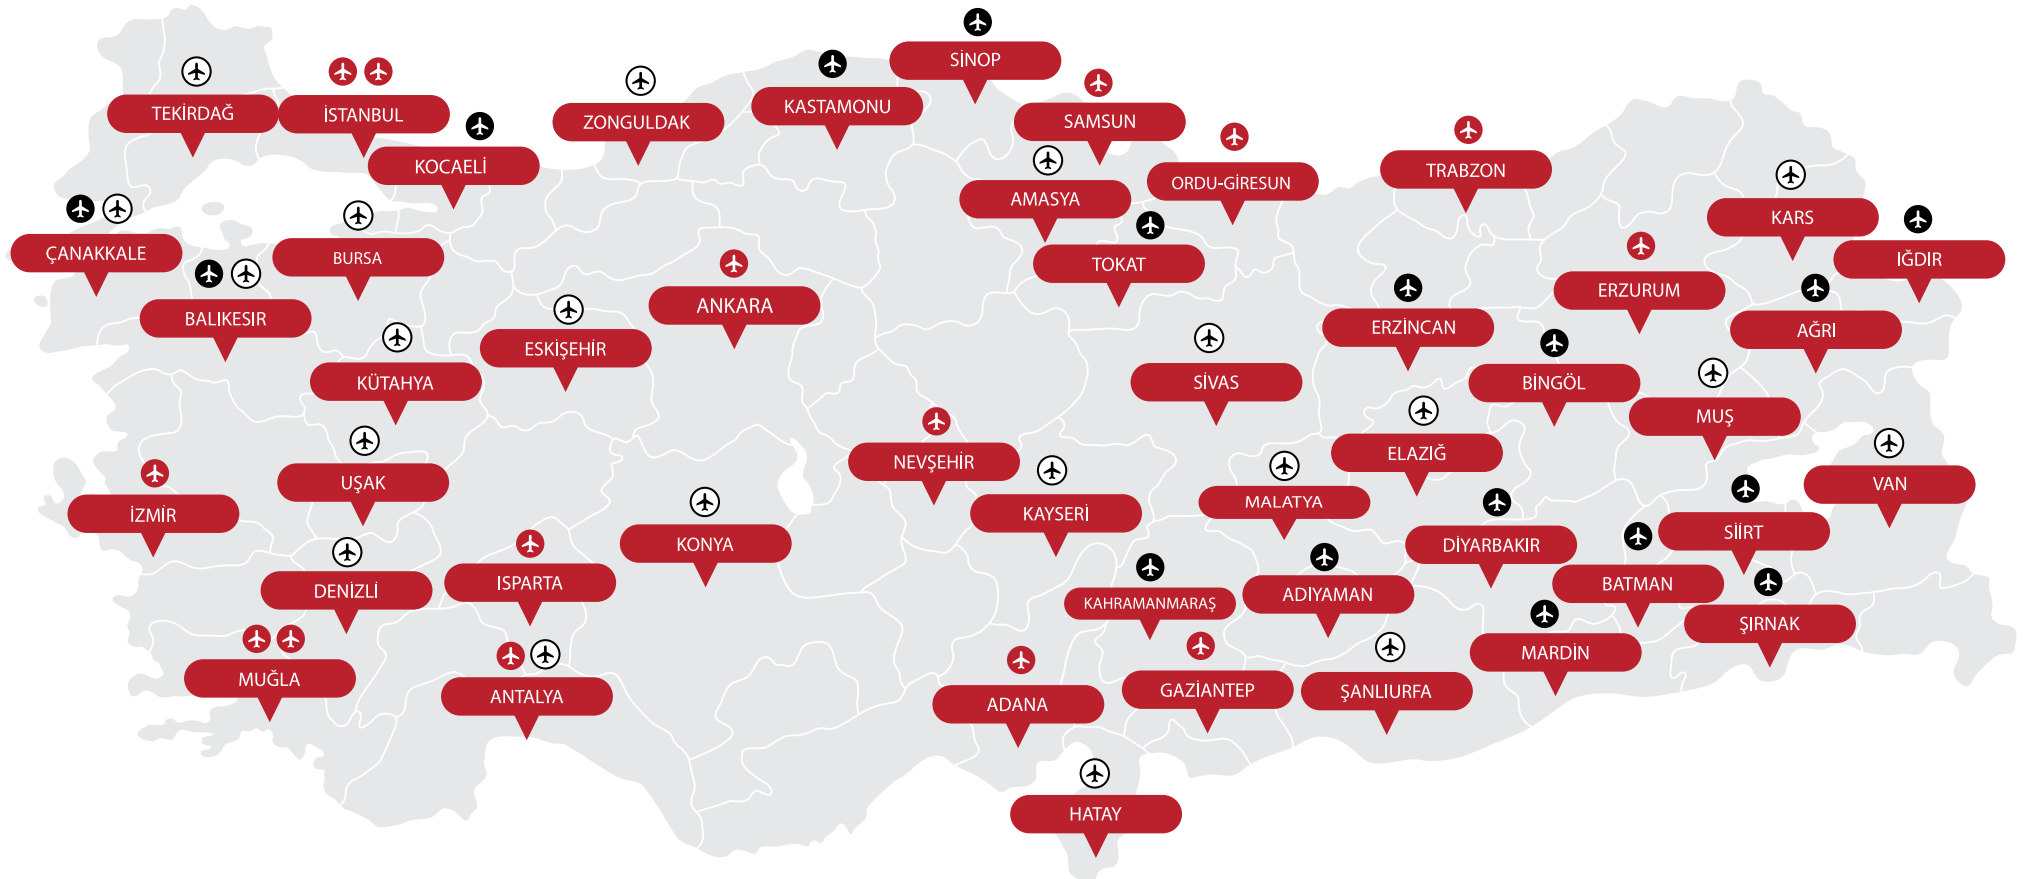 SİNOP
KASTAMONU
TEKİRDAĞ
İSTANBUL
ZONGULDAK
SAMSUN
KOCAELİ
TRABZON
ORDU-GİRESUN
AMASYA
KARS
ÇANAKKALE
BURSA
TOKAT
IĞDIR
ERZURUM
ANKARA
BALIKESIR
ERZİNCAN
AĞRI
ESKİŞEHİR
KÜTAHYA
SİVAS
BİNGÖL
MUŞ
ELAZIĞ
NEVŞEHİR
UŞAK
VAN
MALATYA
İZMİR
KAYSERİ
SİİRT
KONYA
DİYARBAKIR
ISPARTA
BATMAN
DENİZLİ
ADIYAMAN
KAHRAMANMARAŞ
ŞIRNAK
MARDİN
MUĞLA
GAZİANTEP
ŞANLIURFA
ANTALYA
ADANA
HATAY